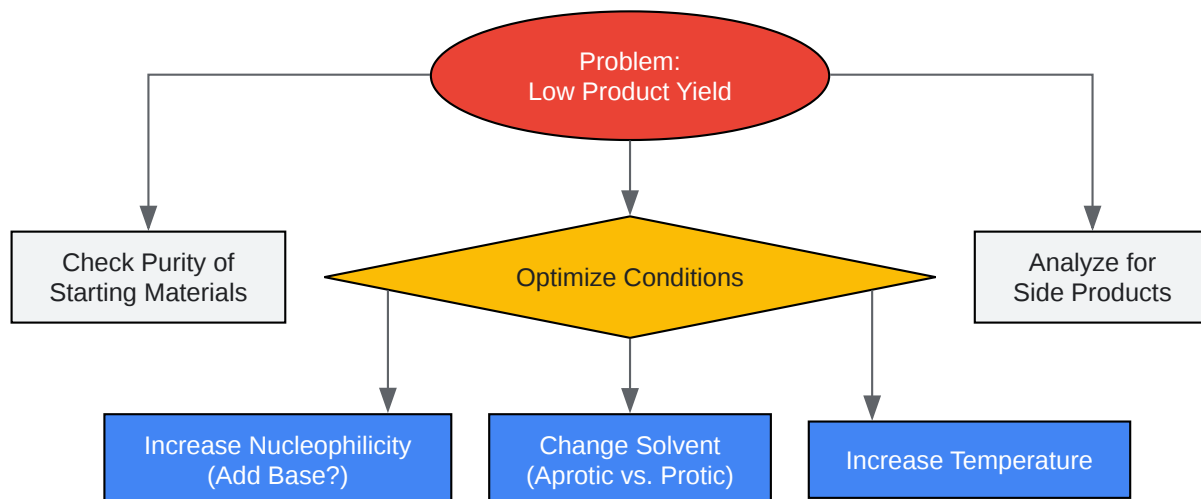 Problem:
Low Product Yield
Check Purity of
Starting Materials
Optimize Conditions
Analyze for
Side Products
Increase Nucleophilicity
(Add Base?)
Change Solvent
(Aprotic vs. Protic)
Increase Temperature